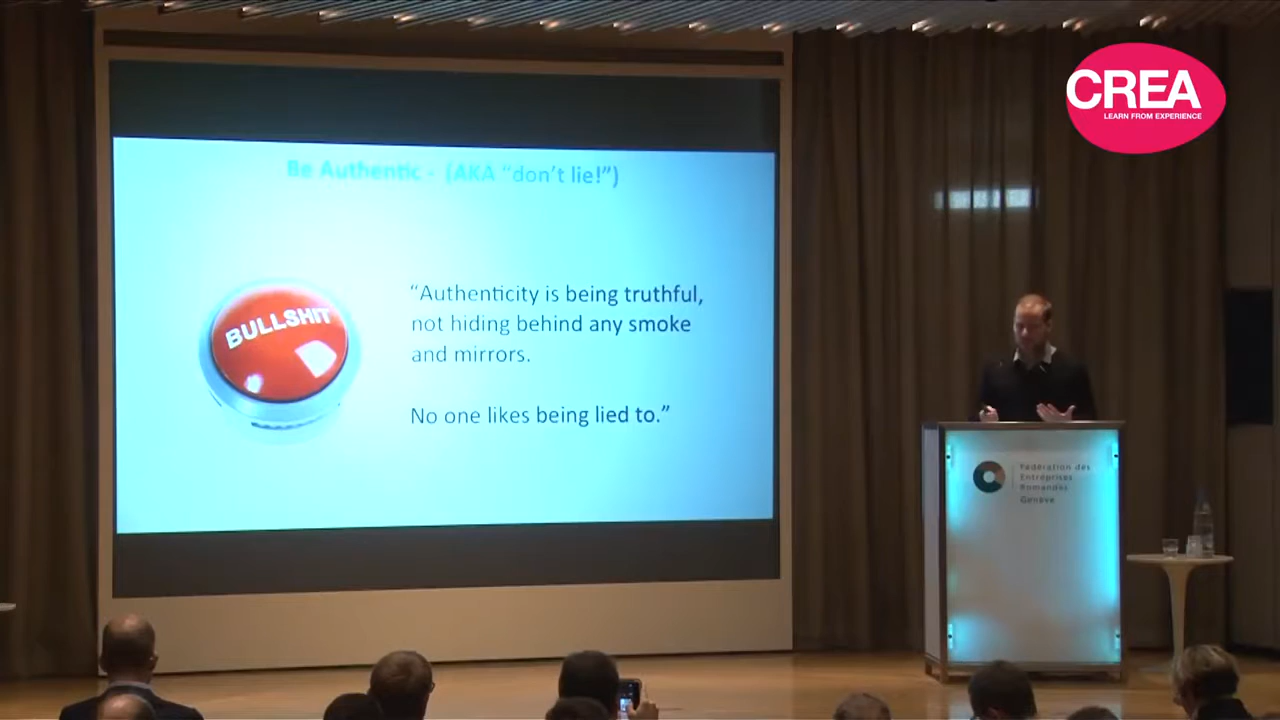 CREA
LEARN FROM EXPERIENCE
Be Authentic - (AKA “don’t lie!”)
BULLSHIT
“Authenticity is being truthful,
not hiding behind any smoke
and mirrors.
No one likes being lied to.”
Fédération des
Entreprises
Romandes
Genève